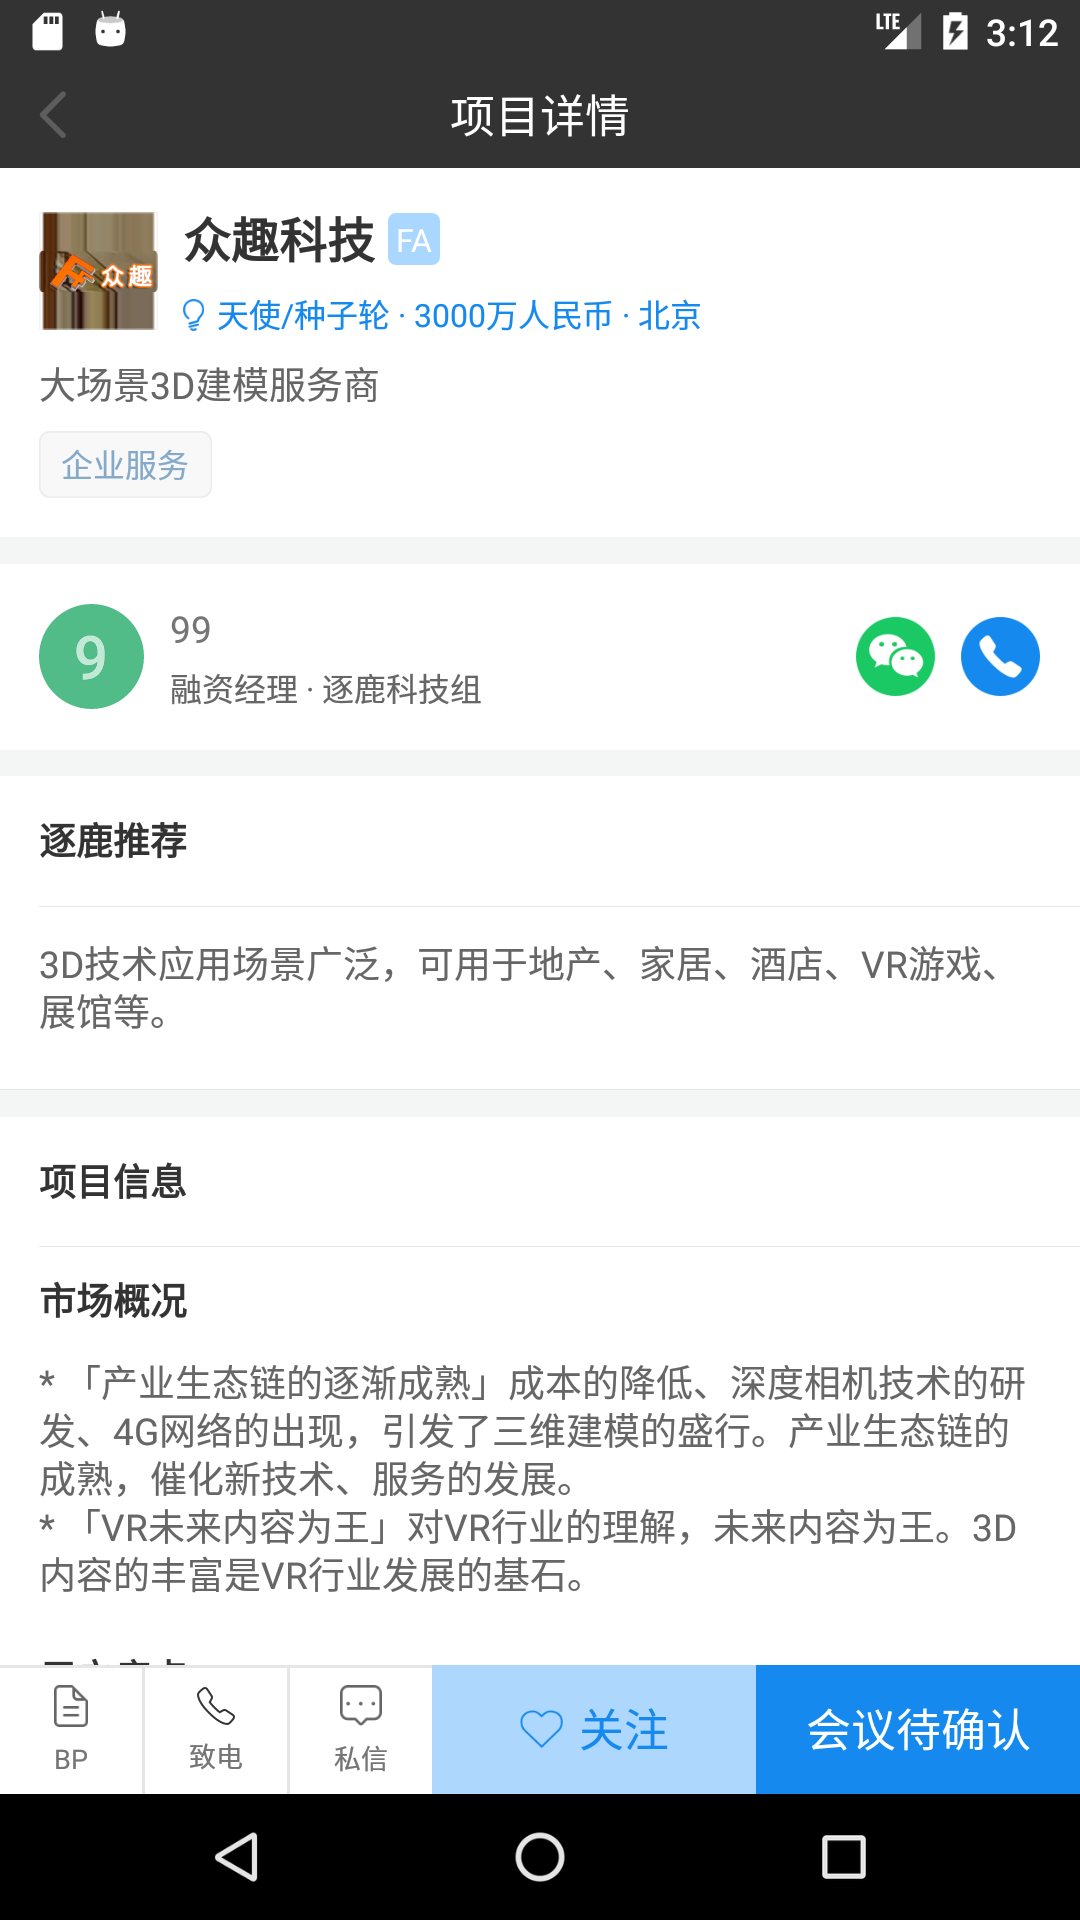 LTE 3:12
项目详情
众趣
众趣科技 FA
天使/种子轮 · 3000万人民币 · 北京
大场景3D建模服务商
企业服务
9
99
融资经理 · 逐鹿科技组
逐鹿推荐
3D技术应用场景广泛，可用于地产、家居、酒店、VR游戏、
展馆等。
项目信息
市场概况
* 「产业生态链的逐渐成熟」成本的降低、深度相机技术的研
发、4G网络的出现，引发了三维建模的盛行。产业生态链的
成熟，催化新技术、服务的发展。
* 「VR未来内容为王」对VR行业的理解，未来内容为王。3D
内容的丰富是VR行业发展的基石。
BP
致电
私信
关注
会议待确认